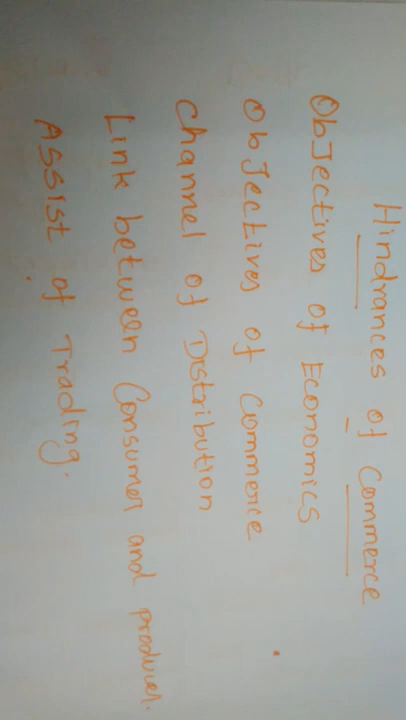 Hindrances of Commerce
ObJectives of Economics
ObJectives of Commerce
Channel of Distribution
Link between Consumer and producer.
Assist of Trading.